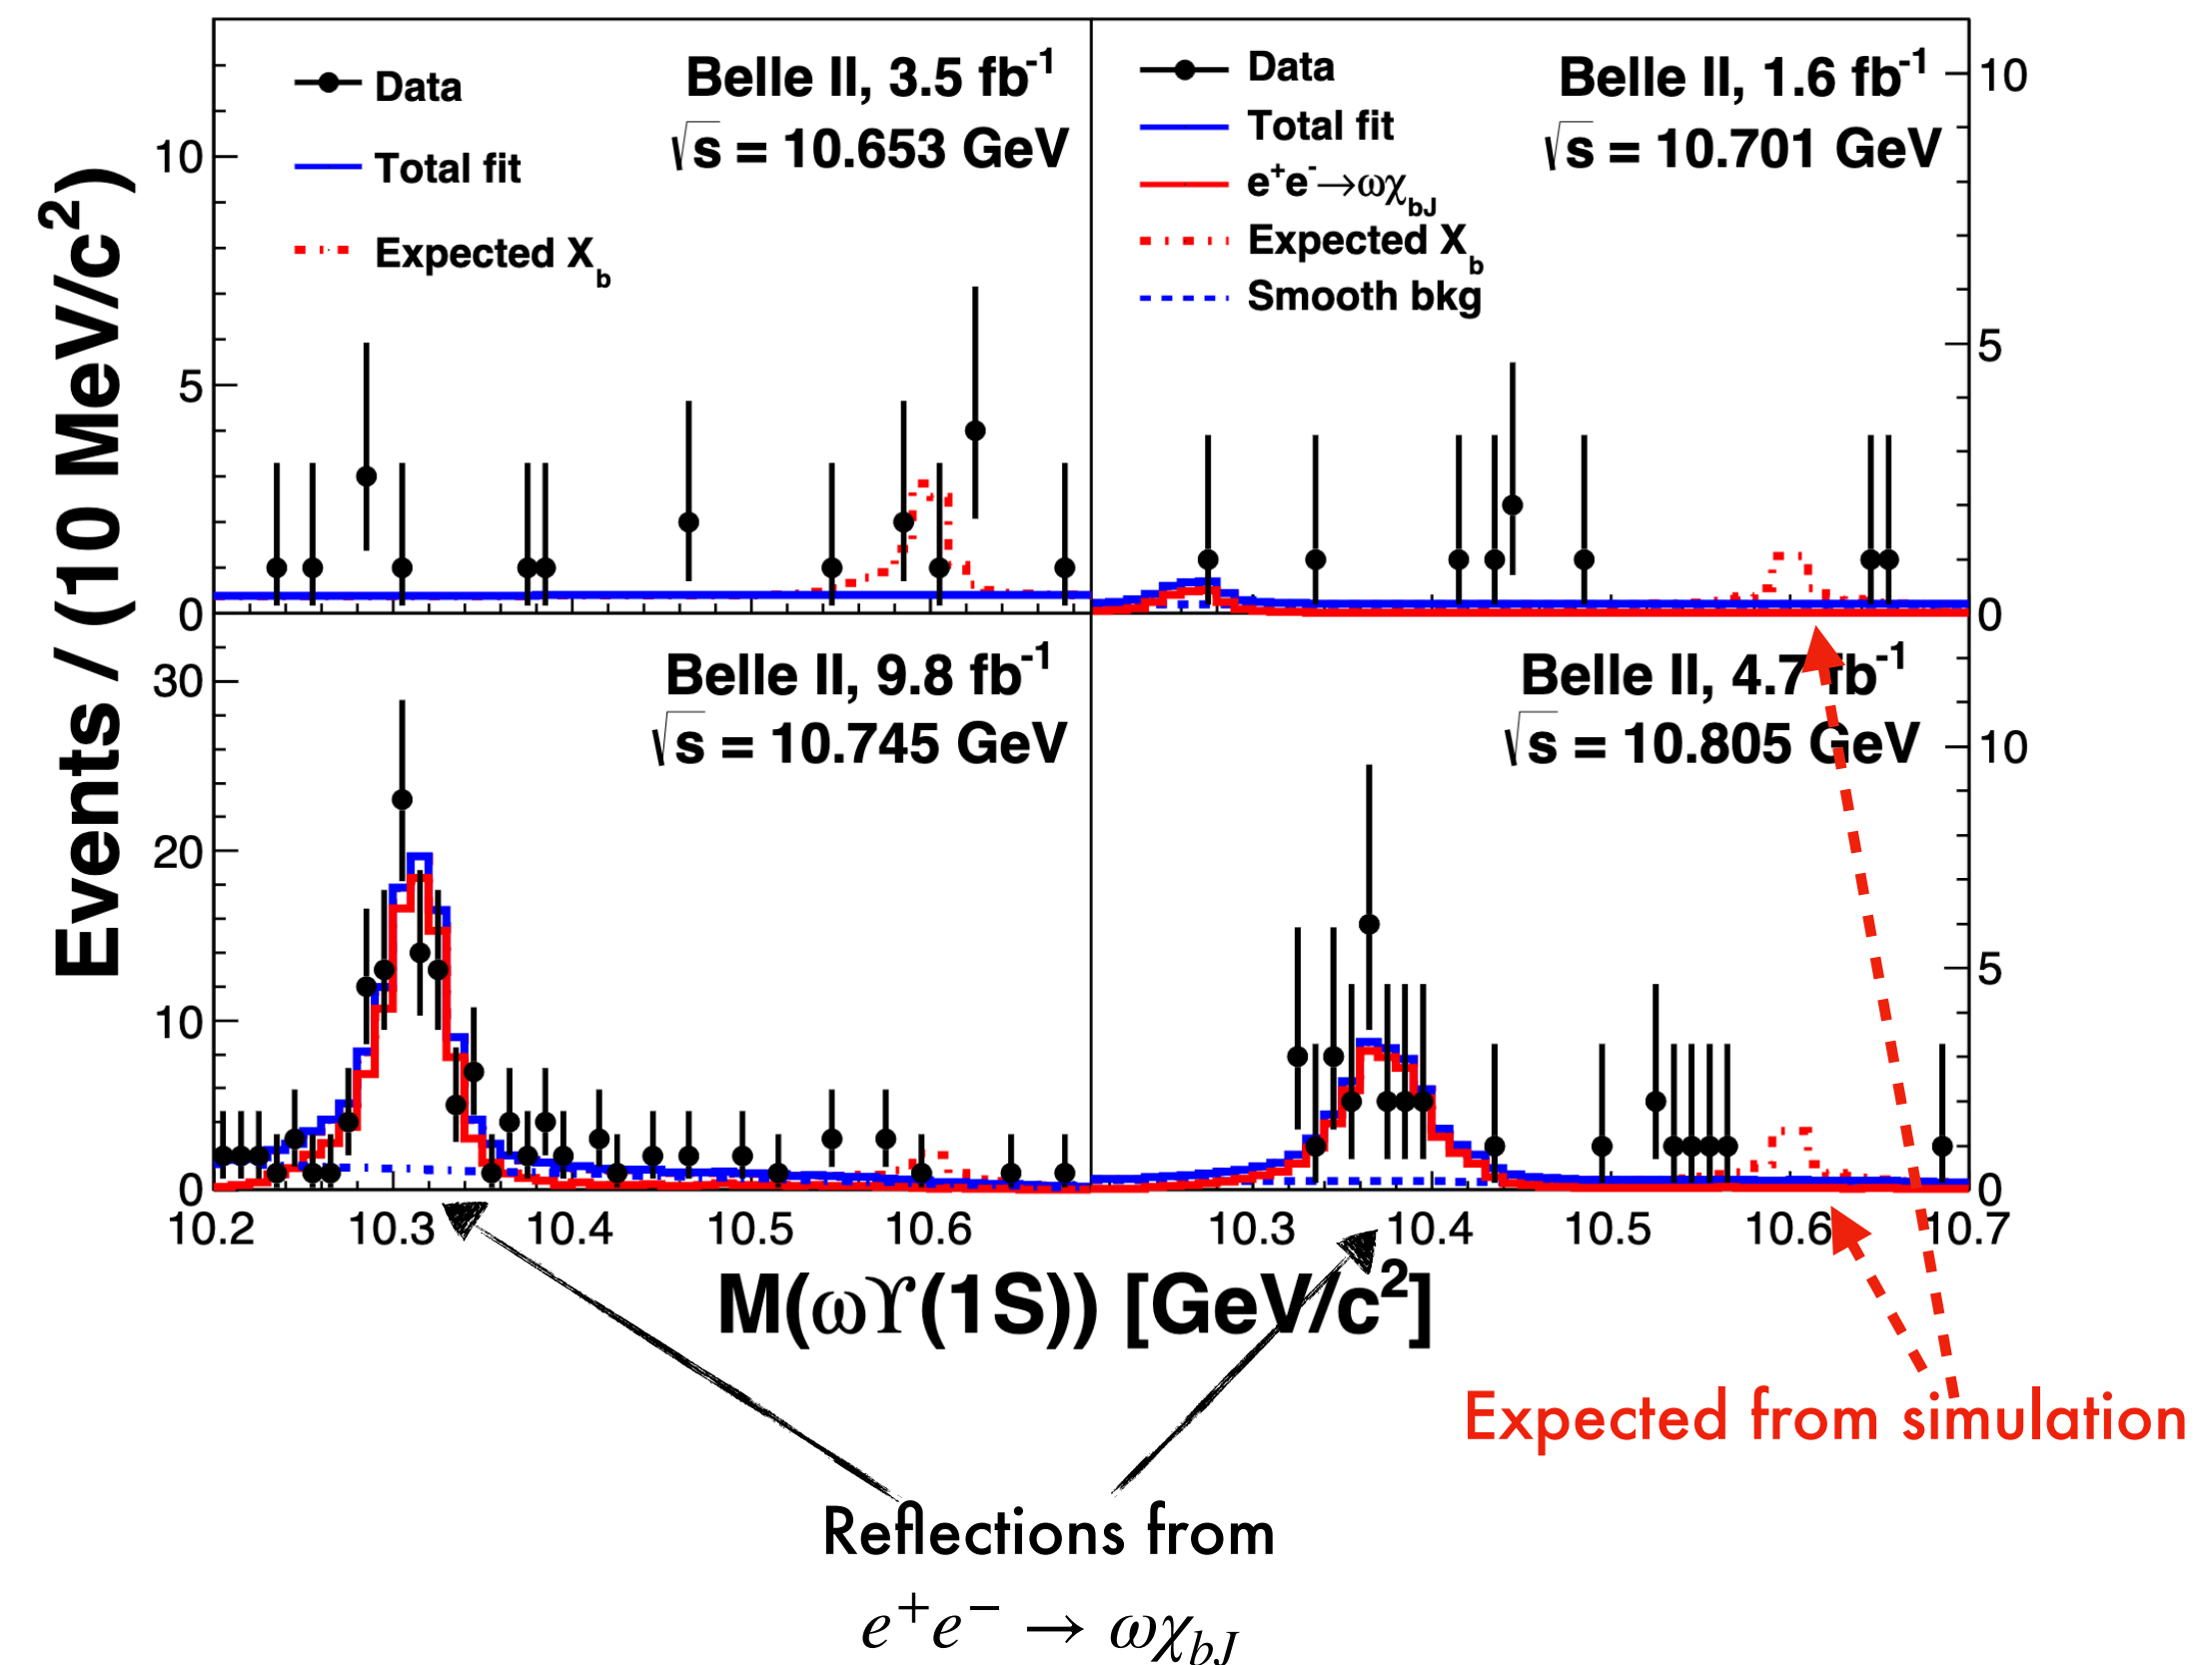 Events / (10 MeV/c²)
Data
Total fit
Expected X_b
Belle II, 3.5 fb⁻¹
√s = 10.653 GeV
10
5
0
Data
Total fit
e⁺e⁻→ωχ_bJ
Expected X_b
Smooth bkg
Belle II, 1.6 fb⁻¹
√s = 10.701 GeV
10
5
0
Belle II, 9.8 fb⁻¹
√s = 10.745 GeV
30
20
10
0
Belle II, 4.7 fb⁻¹
√s = 10.805 GeV
10
5
0
10.2 10.3 10.4 10.5 10.6
10.3 10.4 10.5 10.6 10.7
M(ωϒ(1S)) [GeV/c²]
Expected from simulation
Reflections from
e⁺e⁻ → ωχ_bJ